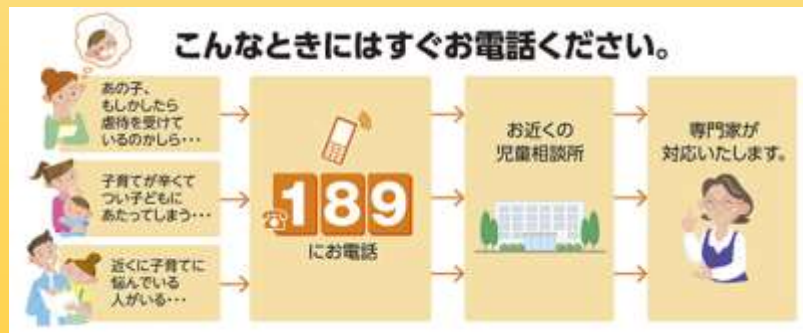 こんなときにはすぐお電話ください。
あの子、
もしかしたら
虐待を受けて
いるのかしら・・・
子育てが辛くて
つい子どもに
あたってしまう・・・
近くに子育てに
悩んでいる
人がいる・・・
189
にお電話
お近くの
児童相談所
専門家が
対応いたします。